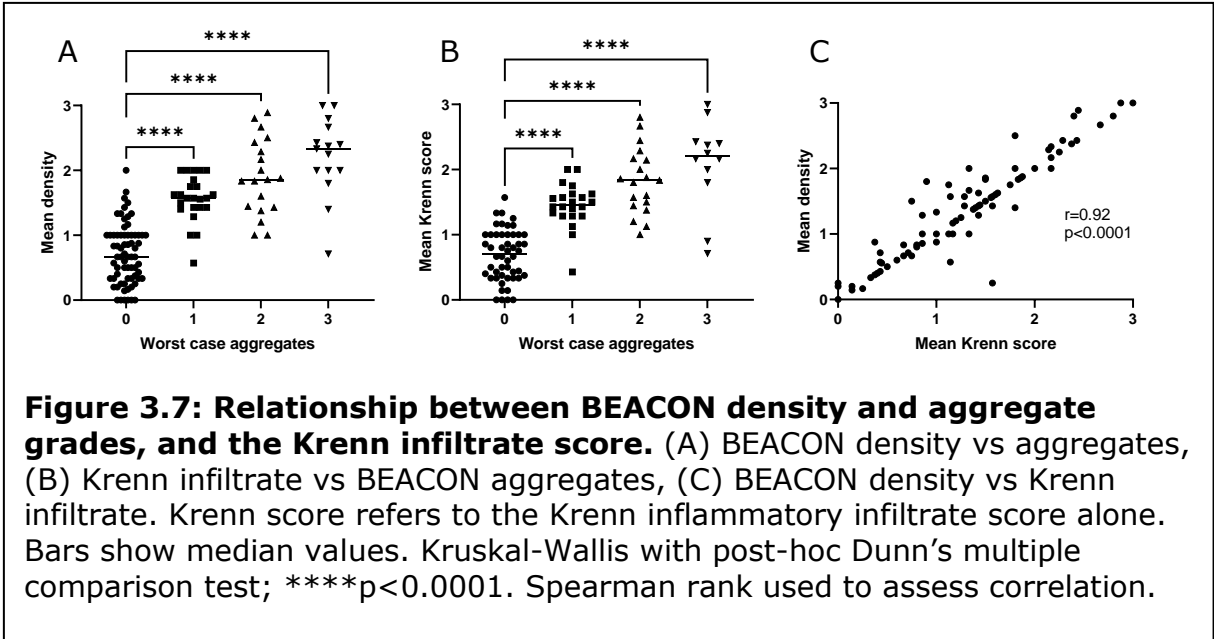 A
B
C
****
****
****
Mean density
3
2
1
0
0 1 2 3
Worst case aggregates
****
****
****
Mean Krenn score
3
2
1
0
0 1 2 3
Worst case aggregates
Mean density
3
2
1
0
r=0.92
p<0.0001
0 1 2 3
Mean Krenn score
Figure 3.7: Relationship between BEACON density and aggregate
grades, and the Krenn infiltrate score. (A) BEACON density vs aggregates,
(B) Krenn infiltrate vs BEACON aggregates, (C) BEACON density vs Krenn
infiltrate. Krenn score refers to the Krenn inflammatory infiltrate score alone.
Bars show median values. Kruskal-Wallis with post-hoc Dunn’s multiple
comparison test; ****p<0.0001. Spearman rank used to assess correlation.